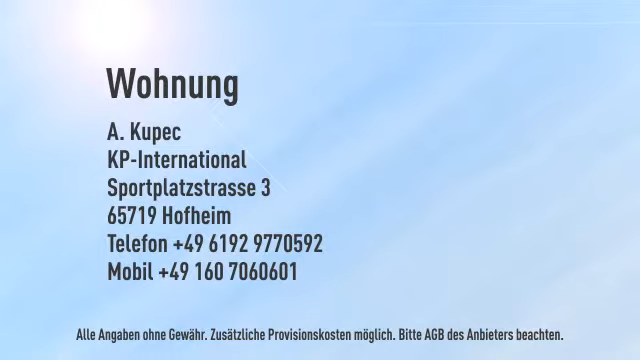 Wohnung
A. Kupec
KP-International
Sportplatzstrasse 3
65719 Hofheim
Telefon +49 6192 9770592
Mobil +49 160 7060601
Alle Angaben ohne Gewähr. Zusätzliche Provisionskosten möglich. Bitte AGB des Anbieters beachten.